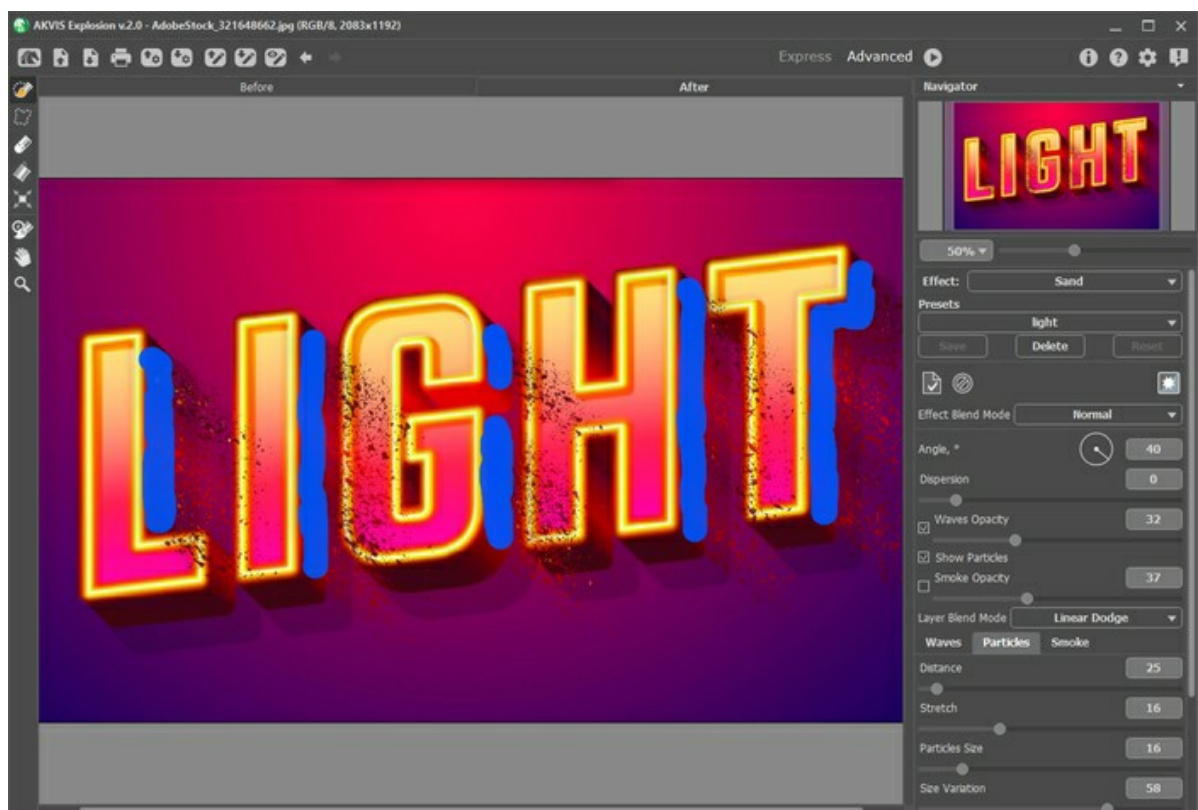 AKVIS Explosion v.2.0 - AdobeStock_321648662.jpg (RGB/8, 2083x1192)
Express Advanced
Before After
Navigator
LIGHT
50%
Effect: Sand
Presets
light
Save Delete Reset
Effect Blend Mode Normal
Angle, ° 40
Dispersion 0
Waves Opacity 32
Show Particles
Smoke Opacity 37
Layer Blend Mode Linear Dodge
Waves Particles Smoke
Distance 25
Stretch 16
Particles Size 16
Size Variation 58
LIGHT